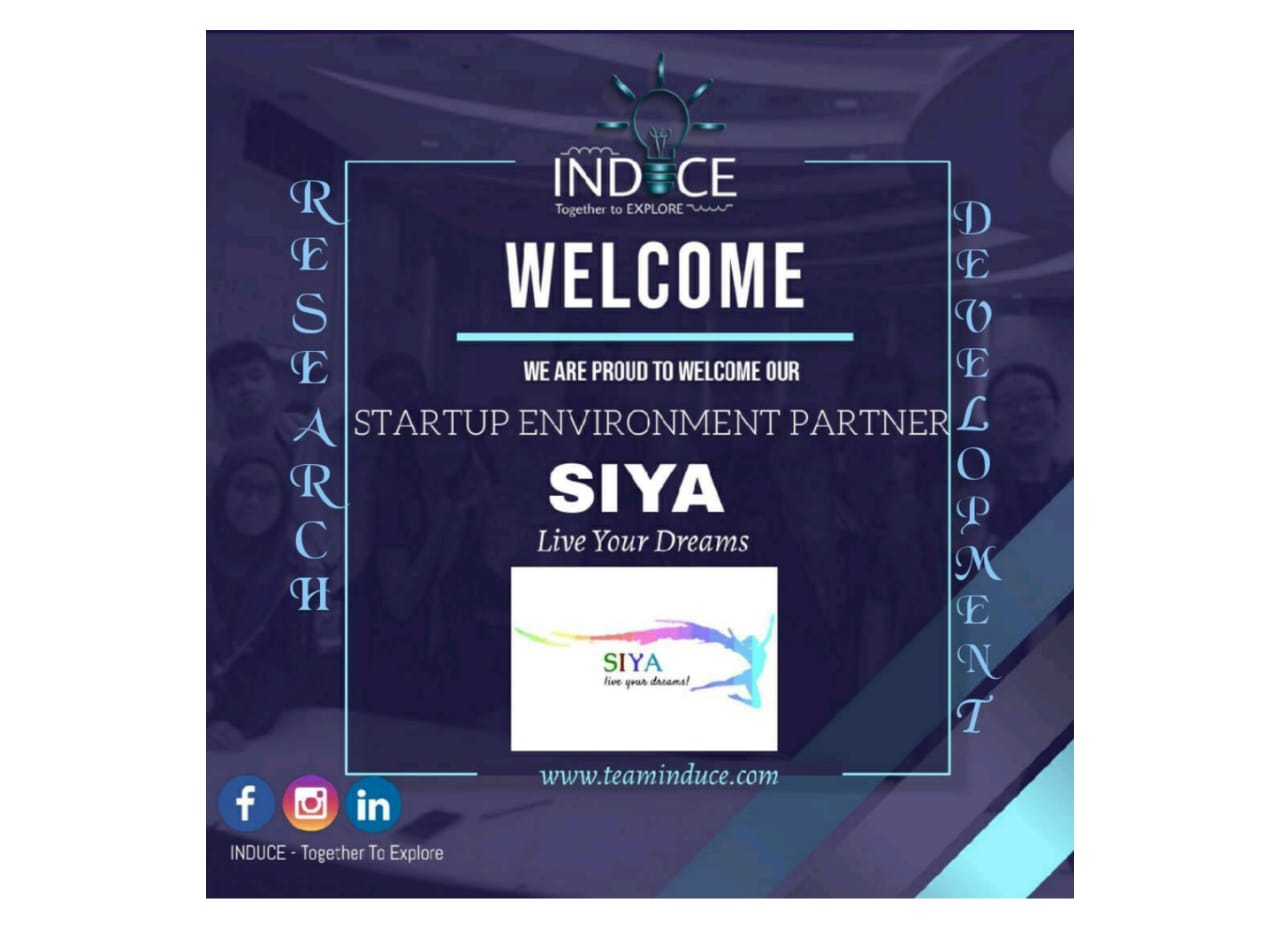 INDUCE
Together to EXPLORE
WELCOME
WE ARE PROUD TO WELCOME OUR
STARTUP ENVIRONMENT PARTNER
SIYA
Live Your Dreams
SIYA
live your dreams!
www.teaminduce.com
RESEARCH
DEVELOPMENT
f
in
INDUCE - Together To Explore